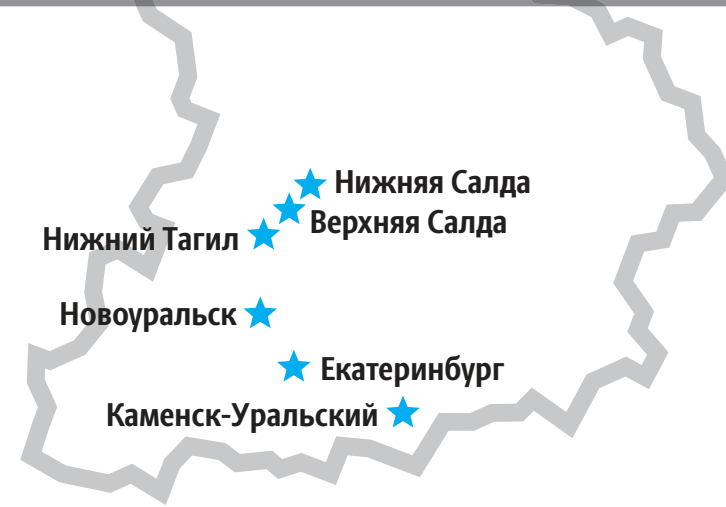 Нижняя Салда
Верхняя Салда
Нижний Тагил
Новоуральск
Екатеринбург
Каменск-Уральский